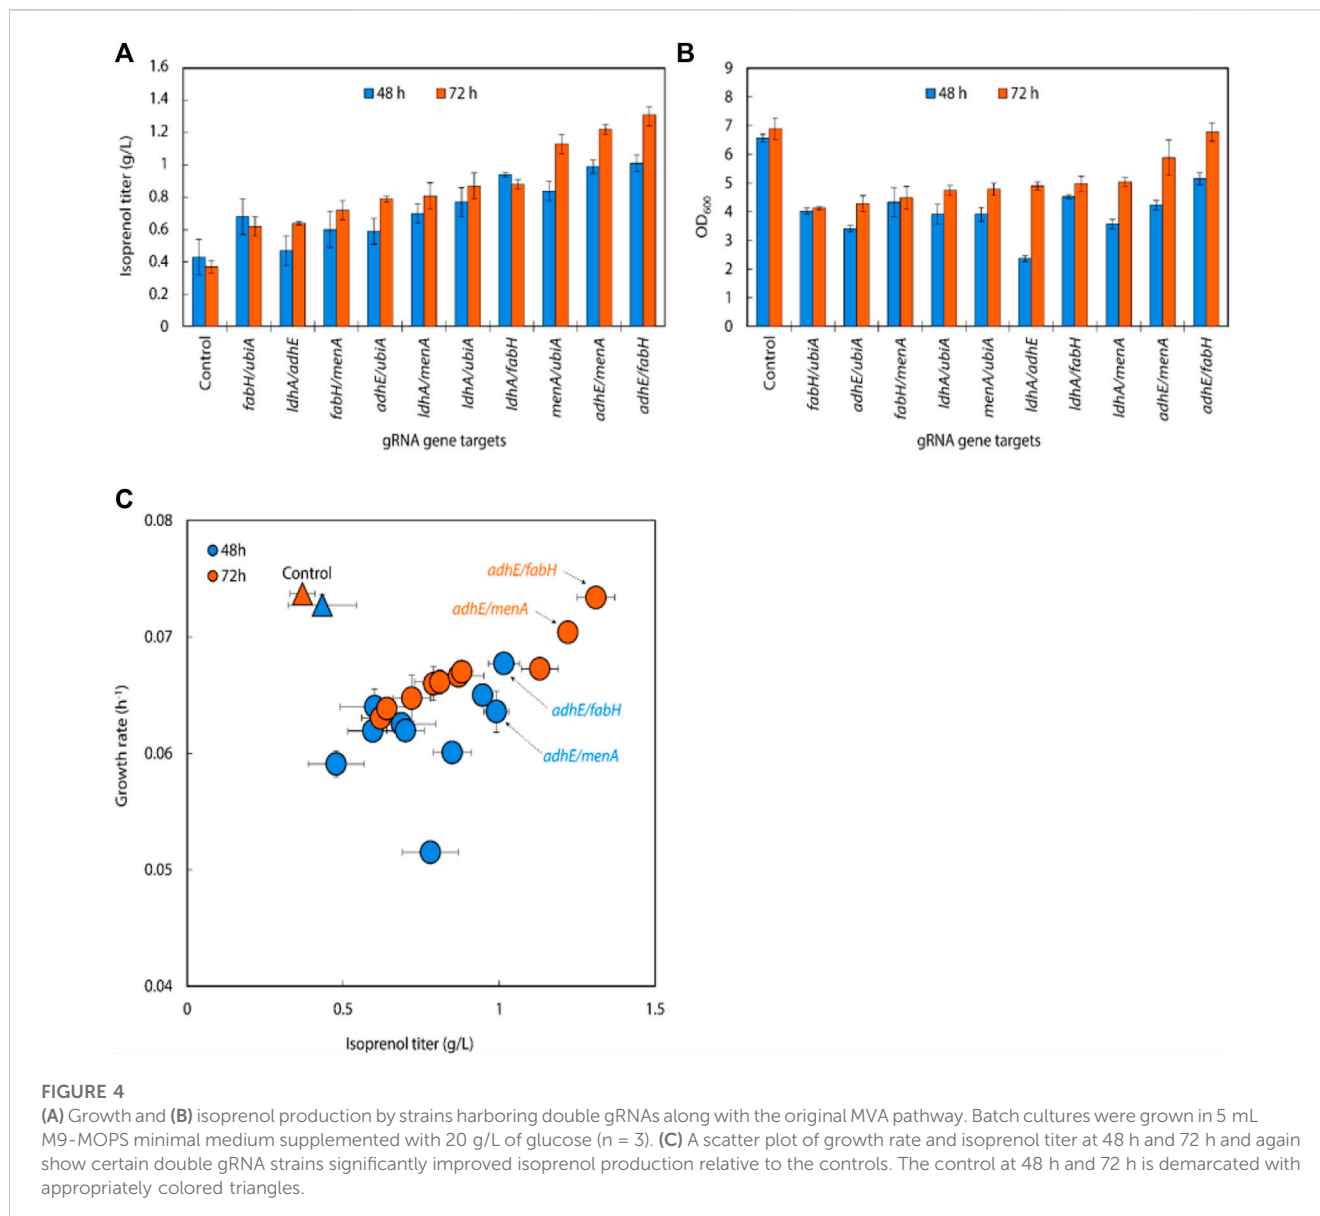 A
1.6
1.4
1.2
1
0.8
0.6
0.4
0.2
0
Isoprenol titer (g/L)
48 h
72 h
Control
fabH/ubiA
ldhA/adhE
fabH/menA
adhE/ubiA
ldhA/menA
ldhA/ubiA
ldhA/fabH
menA/ubiA
adhE/menA
adhE/fabH
gRNA gene targets
B
9
8
7
6
5
4
3
2
1
0
OD600
48 h
72 h
Control
fabH/ubiA
adhE/ubiA
fabH/menA
ldhA/ubiA
menA/ubiA
ldhA/adhE
ldhA/fabH
ldhA/menA
adhE/menA
adhE/fabH
gRNA gene targets
C
0.08
0.07
0.06
0.05
0.04
Growth rate (h-1)
48h
72h
Control
adhE/fabH
adhE/menA
adhE/fabH
adhE/menA
0
0.5
1
1.5
Isoprenol titer (g/L)
FIGURE 4
(A) Growth and (B) isoprenol production by strains harboring double gRNAs along with the original MVA pathway. Batch cultures were grown in 5 mL
M9-MOPS minimal medium supplemented with 20 g/L of glucose (n = 3). (C) A scatter plot of growth rate and isoprenol titer at 48 h and 72 h and again
show certain double gRNA strains significantly improved isoprenol production relative to the controls. The control at 48 h and 72 h is demarcated with
appropriately colored triangles.